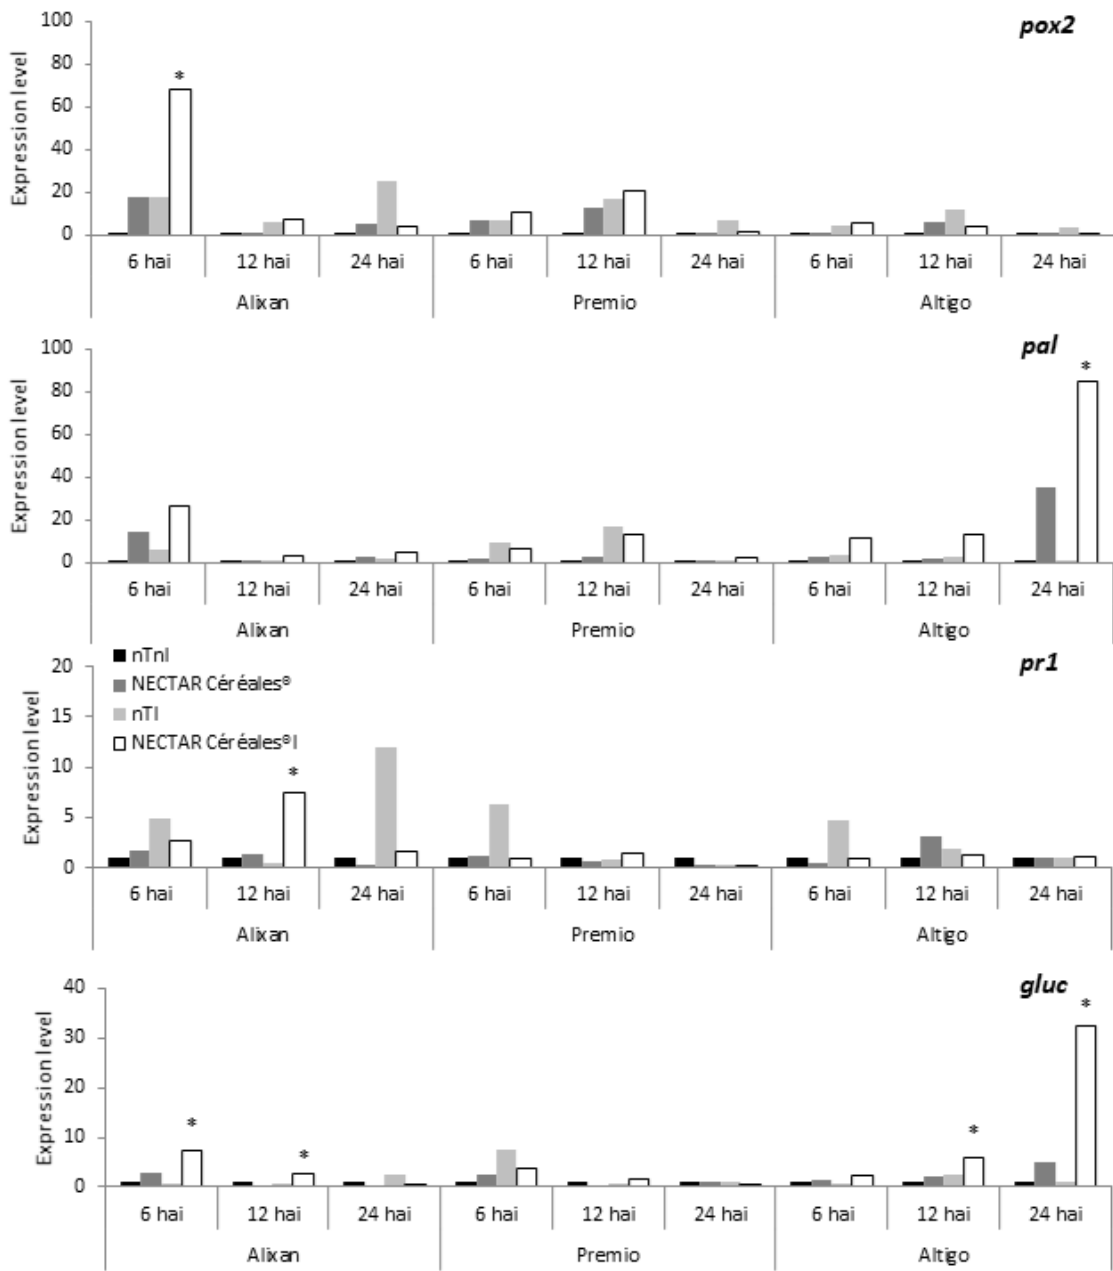 pox2
Expression level
100
80
60
40
20
0
*
6 hai 12 hai 24 hai 6 hai 12 hai 24 hai 6 hai 12 hai 24 hai
Alixan Premio Altigo
pal
Expression level
100
80
60
40
20
0
*
6 hai 12 hai 24 hai 6 hai 12 hai 24 hai 6 hai 12 hai 24 hai
Alixan Premio Altigo
pr1
nTnI
NECTAR Céréales®
nTI
NECTAR Céréales®I
Expression level
20
15
10
5
0
*
6 hai 12 hai 24 hai 6 hai 12 hai 24 hai 6 hai 12 hai 24 hai
Alixan Premio Altigo
gluc
Expression level
40
30
20
10
0
* * * *
6 hai 12 hai 24 hai 6 hai 12 hai 24 hai 6 hai 12 hai 24 hai
Alixan Premio Altigo